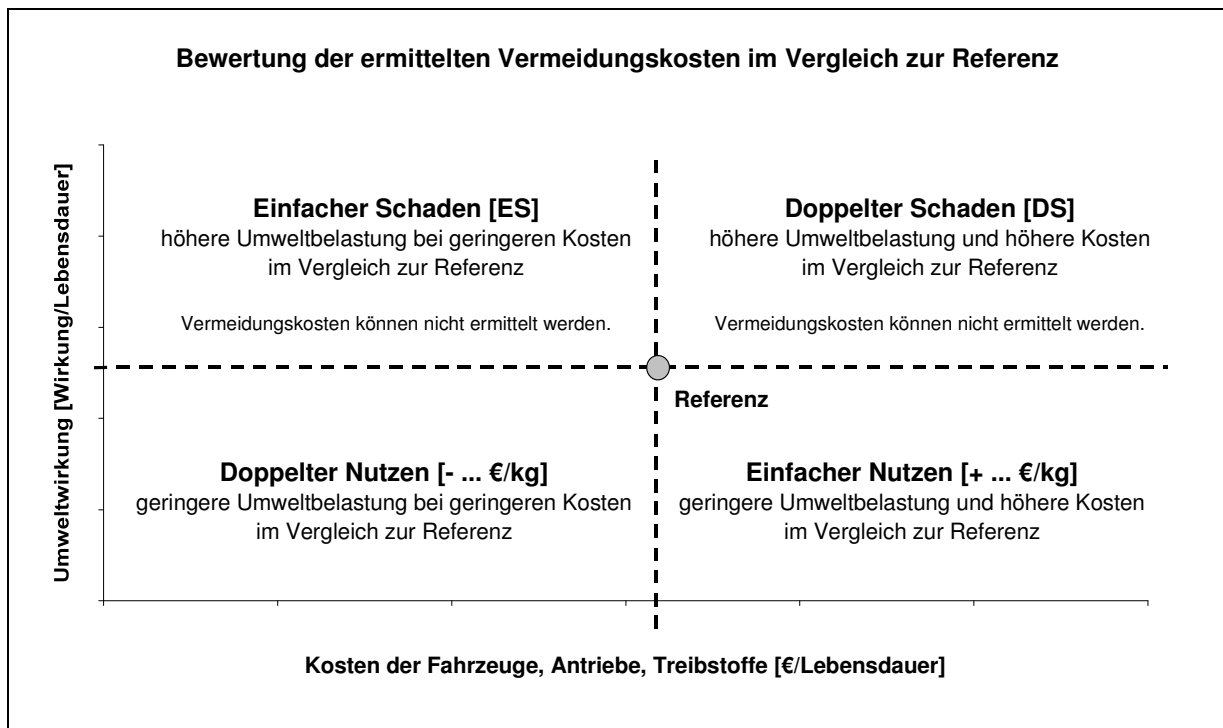 Bewertung der ermittelten Vermeidungskosten im Vergleich zur Referenz
Umweltwirkung [Wirkung/Lebensdauer]
Einfacher Schaden [ES]
höhere Umweltbelastung bei geringeren Kosten
im Vergleich zur Referenz
Vermeidungskosten können nicht ermittelt werden.
Doppelter Schaden [DS]
höhere Umweltbelastung und höhere Kosten
im Vergleich zur Referenz
Vermeidungskosten können nicht ermittelt werden.
Referenz
Doppelter Nutzen [- ... €/kg]
geringere Umweltbelastung bei geringeren Kosten
im Vergleich zur Referenz
Einfacher Nutzen [+ ... €/kg]
geringere Umweltbelastung und höhere Kosten
im Vergleich zur Referenz
Kosten der Fahrzeuge, Antriebe, Treibstoffe [€/Lebensdauer]